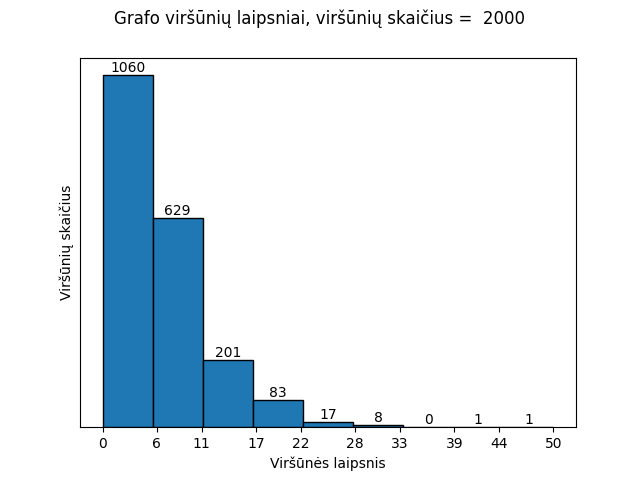 Grafo viršūnių laipsniai, viršūnių skaičius =  2000
1060
629
201
83
17
8
0
1
1
Viršūnių skaičius
0 6 11 17 22 28 33 39 44 50
Viršūnės laipsnis